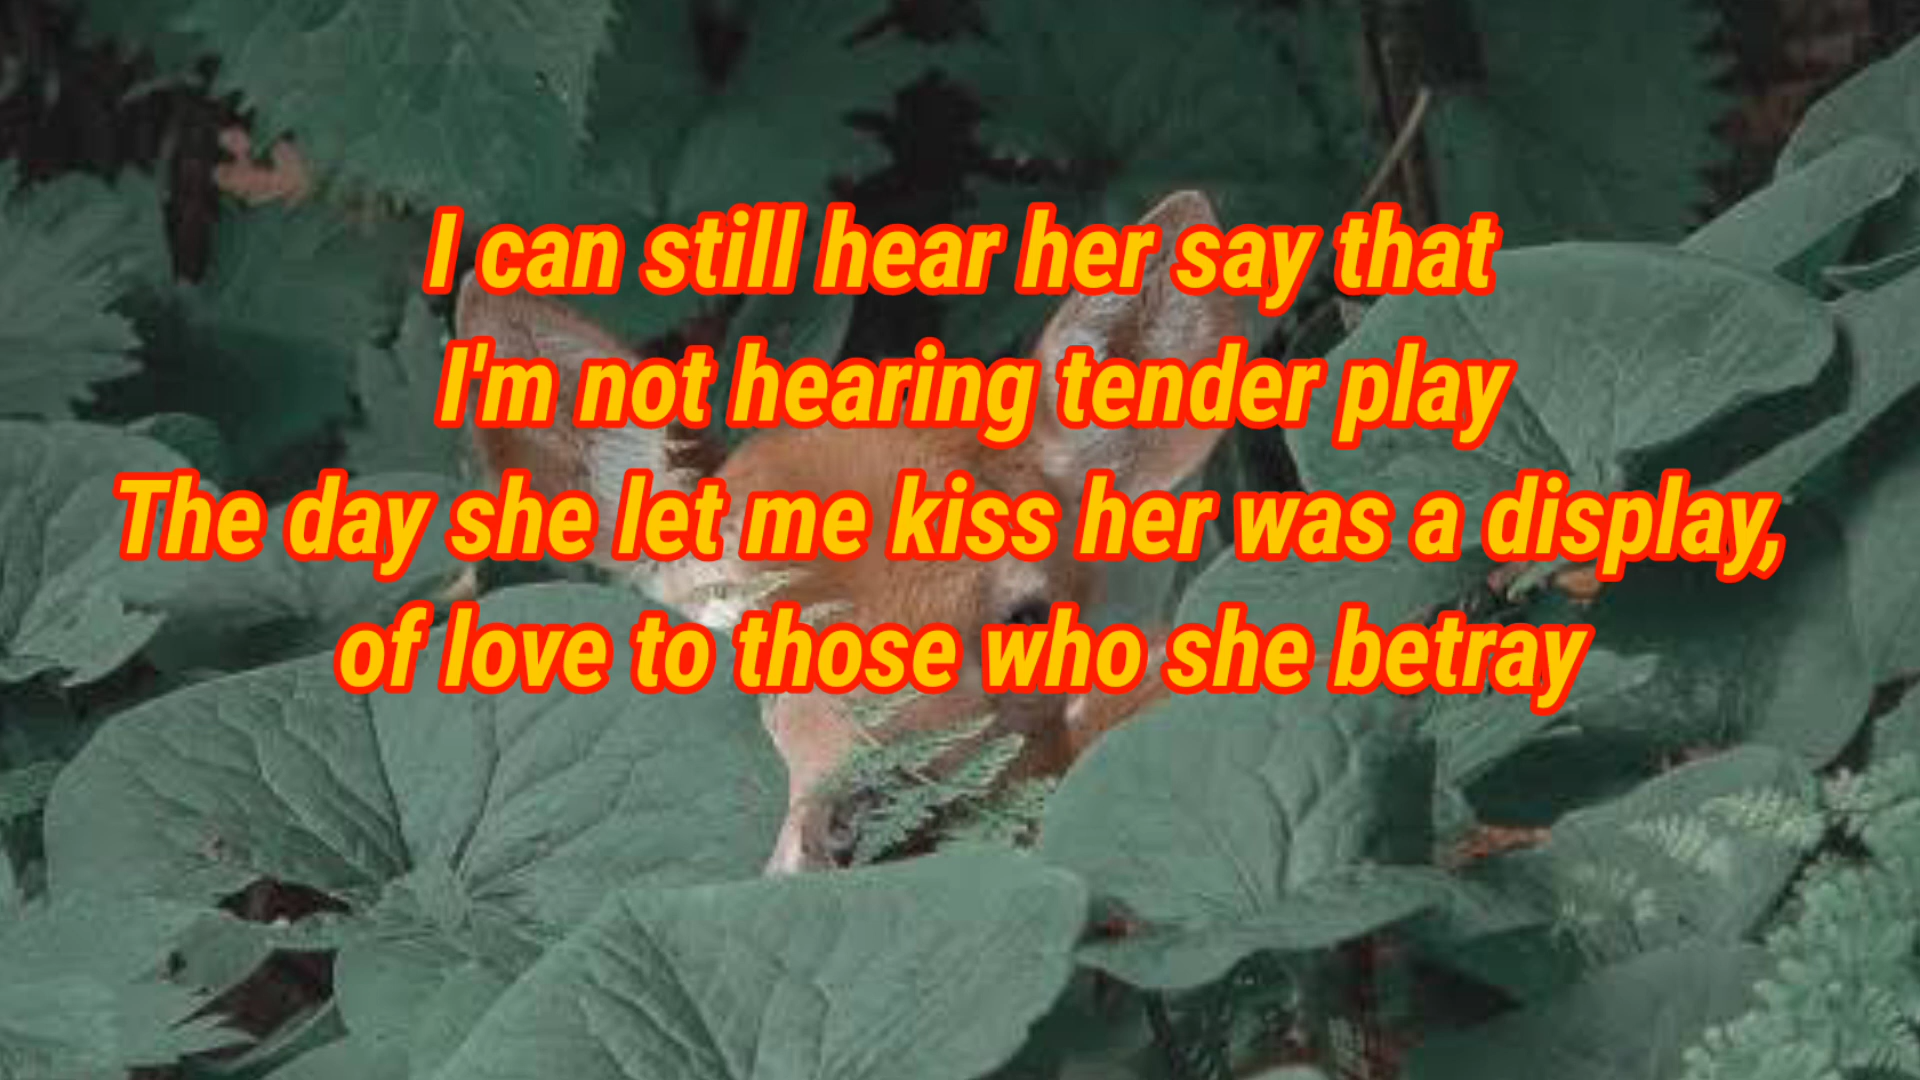 I can still hear her say that
I'm not hearing tender play
The day she let me kiss her was a display,
of love to those who she betray